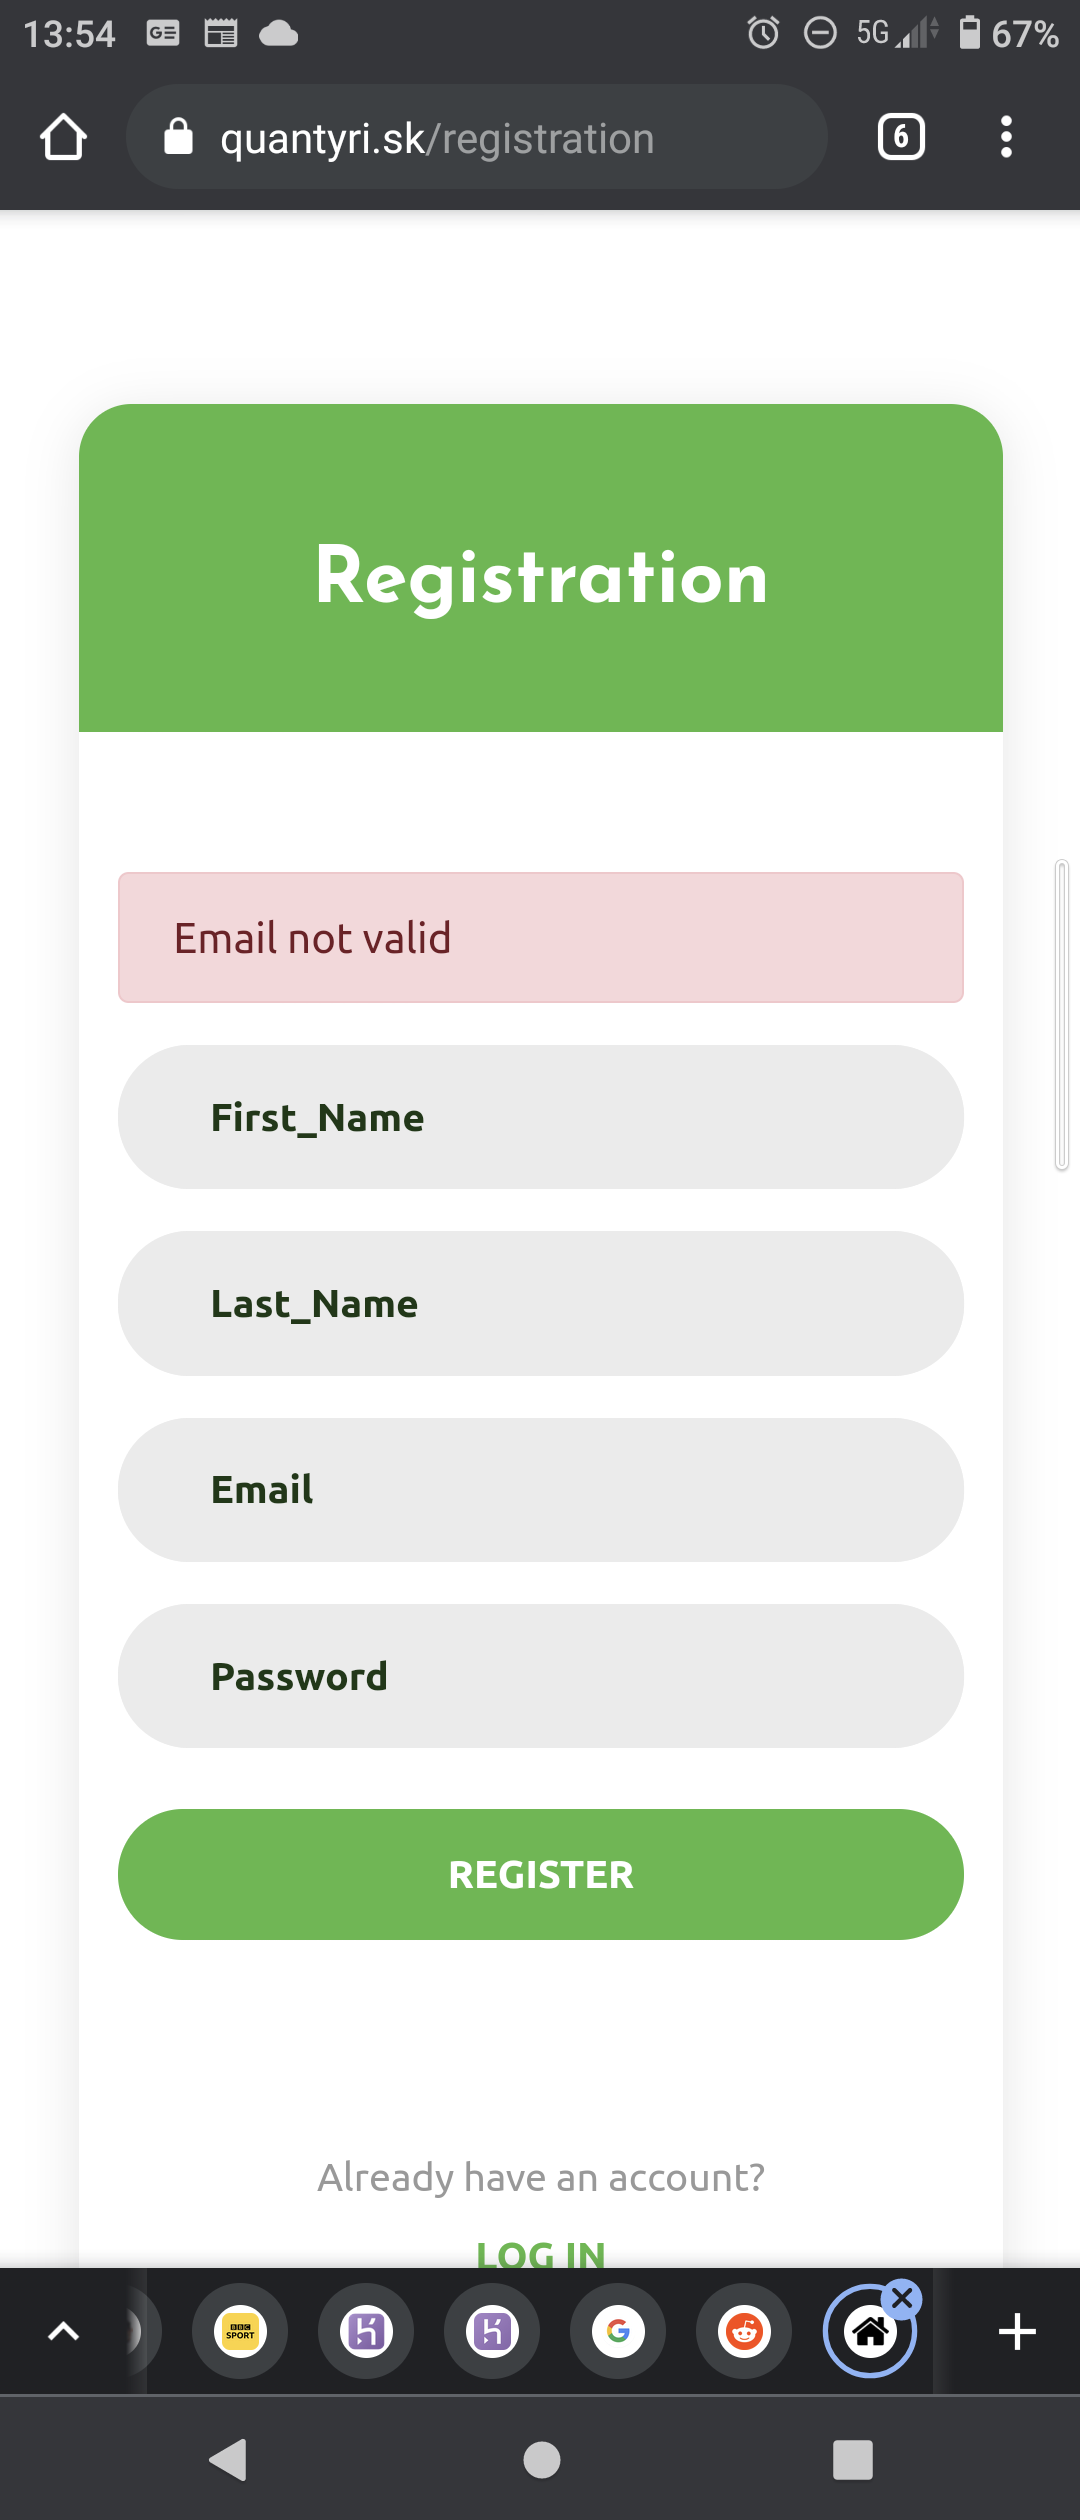 13:54
GE
5G
67%
quantyri.sk/registration
6
Registration
Email not valid
First_Name
Last_Name
Email
Password
REGISTER
Already have an account?
LOG IN
BBC
SPORT
G